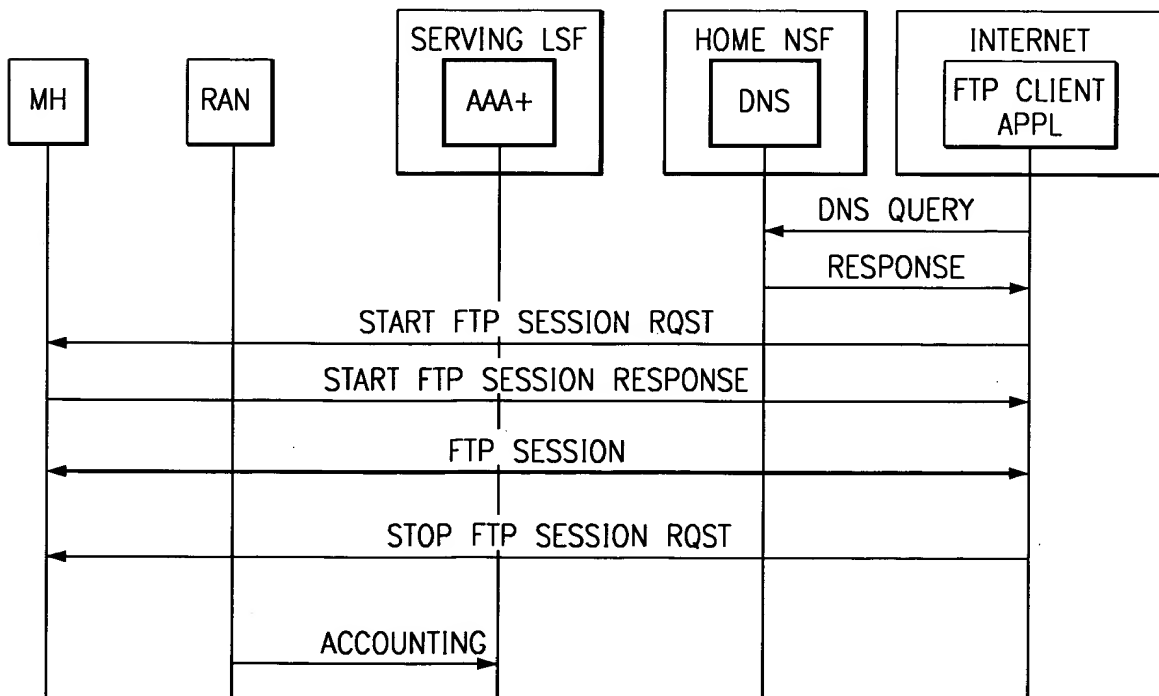 SERVING LSF
HOME NSF
INTERNET
MH
RAN
AAA+
DNS
FTP CLIENT
APPL
DNS QUERY
RESPONSE
START FTP SESSION RQST
START FTP SESSION RESPONSE
FTP SESSION
STOP FTP SESSION RQST
ACCOUNTING